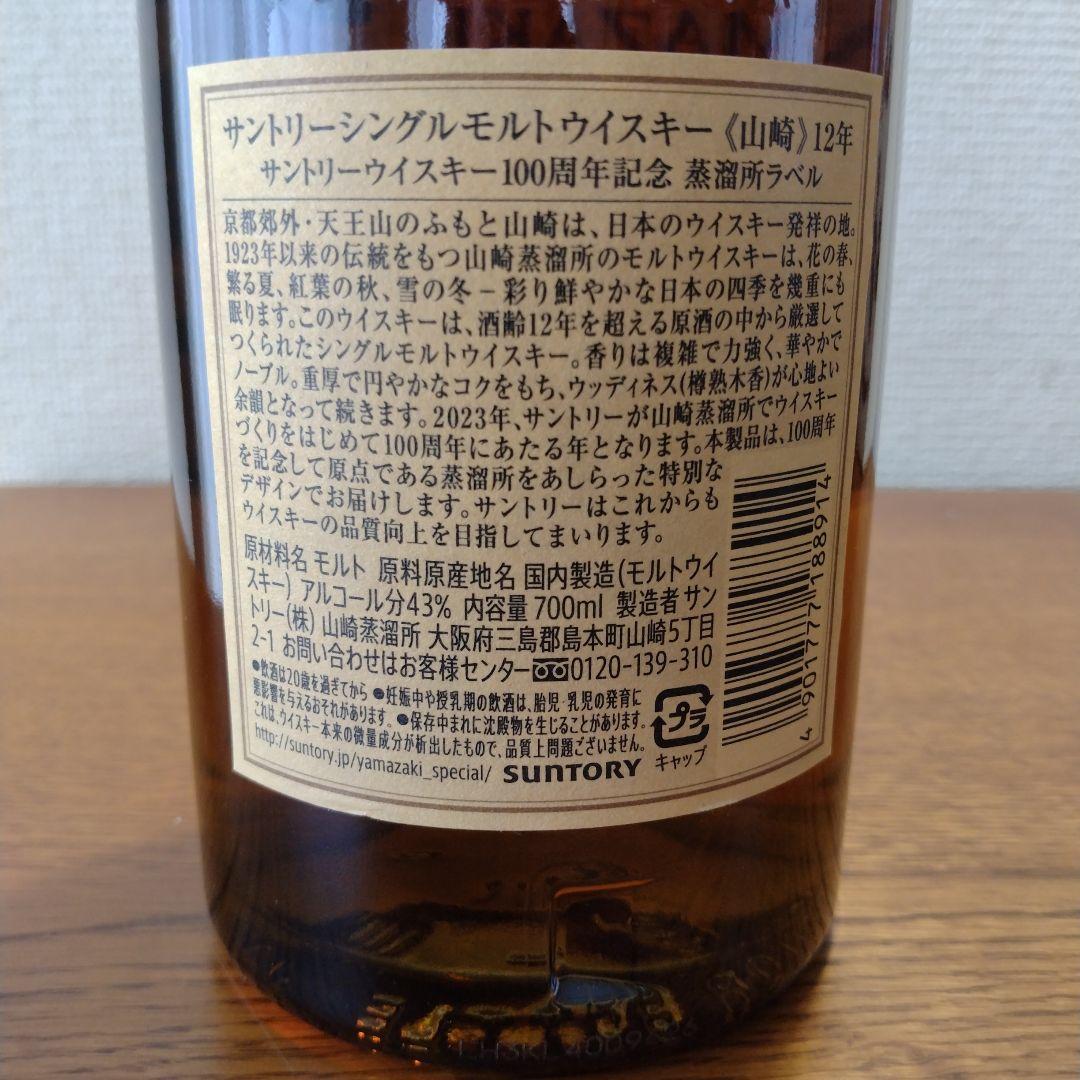 サントリーシングルモルトウイスキー《山崎》12年
サントリーウイスキー100周年記念 蒸溜所ラベル
京都郊外・天王山のふもと山崎は、日本のウイスキー発祥の地。
1923年以来の伝統をもつ山崎蒸溜所のモルトウイスキーは、花の春、
繁る夏、紅葉の秋、雪の冬－彩り鮮やかな日本の四季を幾重にも
眠ります。このウイスキーは、酒齢12年を超える原酒の中から厳選して
つくられたシングルモルトウイスキー。香りは複雑で力強く、華やかで
ノーブル。重厚で円やかなコクをもち、ウッディネス(樽熟木香)が心地よい
余韻となって続きます。2023年、サントリーが山崎蒸溜所でウイスキー
づくりをはじめて100周年にあたる年となります。本製品は、100周年
を記念して原点である蒸溜所をあしらった特別な
デザインでお届けします。サントリーはこれからも
ウイスキーの品質向上を目指してまいります。
原材料名 モルト 原料原産地名 国内製造(モルトウイ
スキー) アルコール分43% 内容量 700ml 製造者 サン
トリー(株) 山崎蒸溜所 大阪府三島郡島本町山崎5丁目
2-1 お問い合わせはお客様センター 0120-139-310
●飲酒は20歳を過ぎてから ●妊娠中や授乳期の飲酒は、胎児・乳児の発育に
悪影響を与えるおそれがあります。 ●保存中まれに沈殿物を生じることがあります。
これは、ウイスキー本来の微量成分が析出したもので、品質上問題ございません。
http://suntory.jp/yamazaki_special/ SUNTORY
プラ
キャップ
4 901777 188914